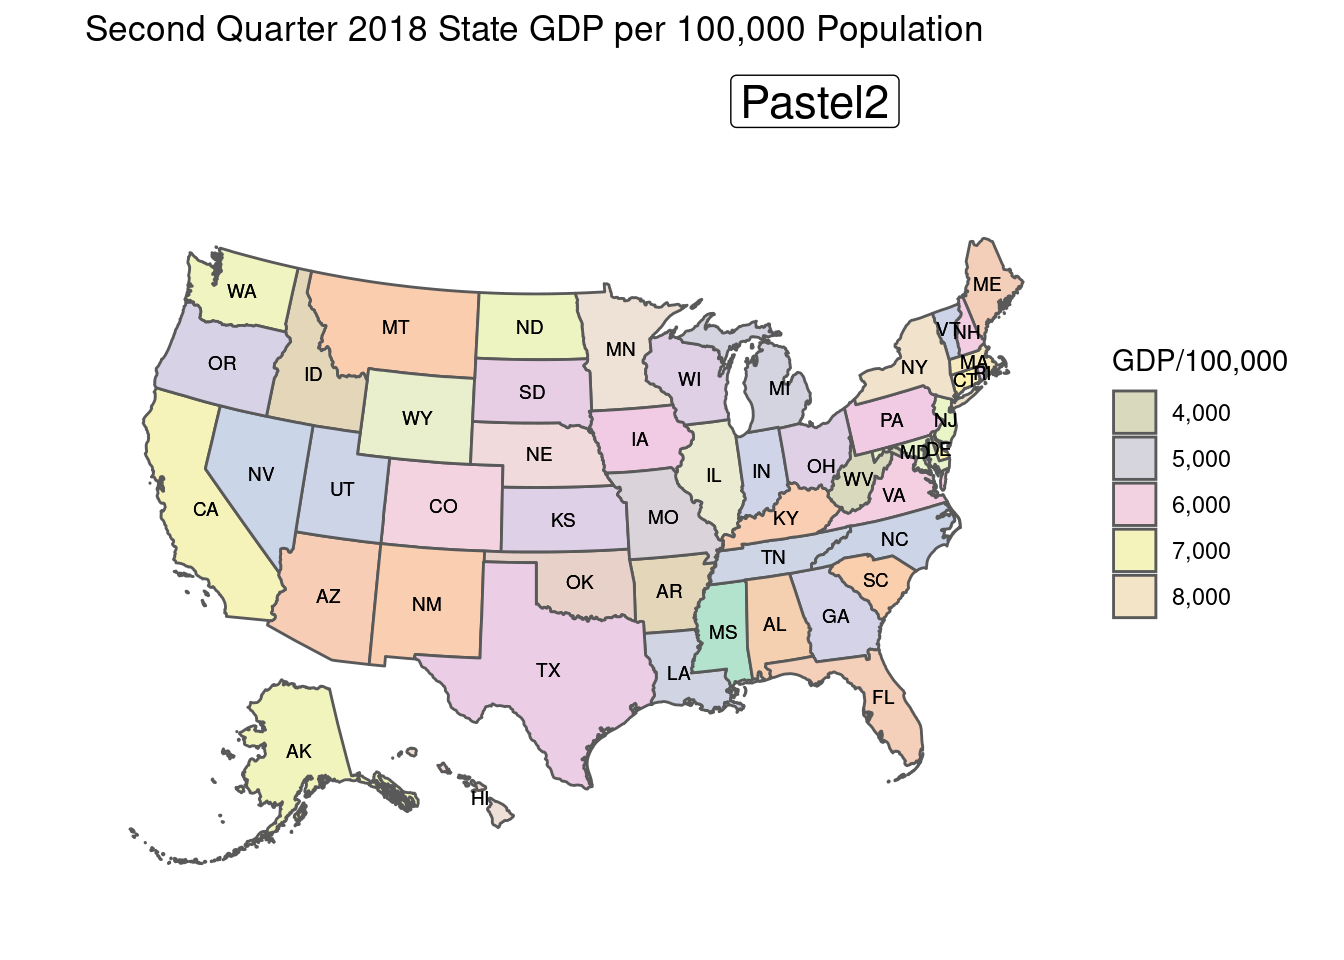 Second Quarter 2018 State GDP per 100,000 Population
Pastel2
ME
WA
VT
NH
MT
ND
MN
OR
ID
NY
MA
RI
CT
WI
MI
SD
WY
PA
NJ
IA
NE
MD
DE
OH
NV
IL
IN
WV
UT
VA
CO
CA
KS
MO
KY
NC
TN
OK
SC
AZ
NM
AR
GA
MS
AL
TX
LA
FL
AK
HI
GDP/100,000
4,000
5,000
6,000
7,000
8,000